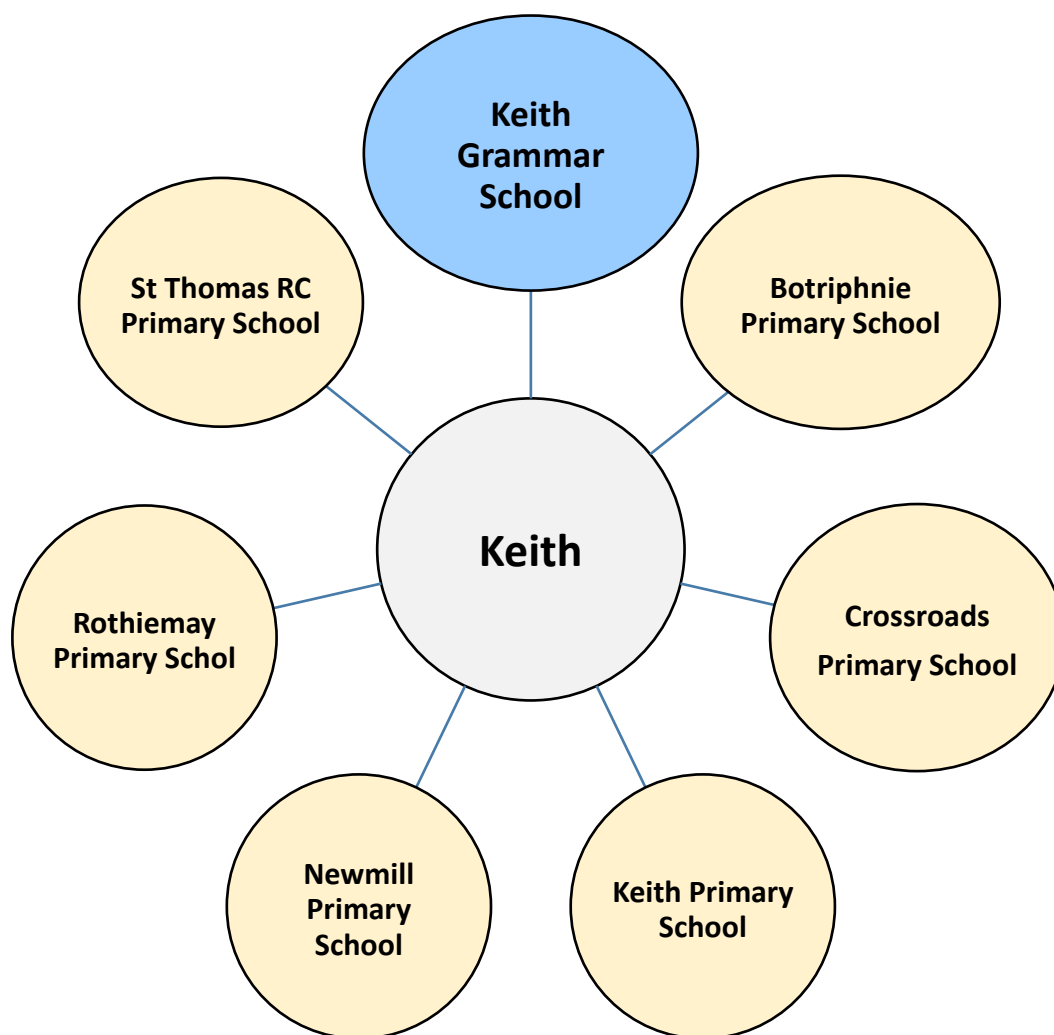 Keith
Grammar
School
St Thomas RC
Primary School
Botriphnie
Primary School
Keith
Rothiemay
Primary Schol
Crossroads
Primary School
Newmill
Primary
School
Keith Primary
School